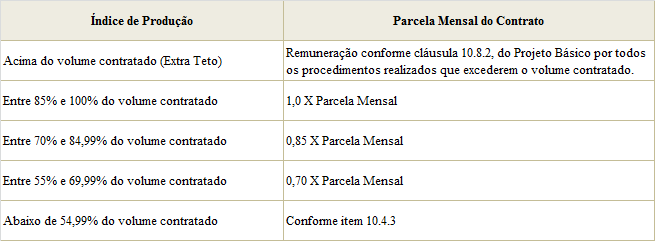 Índice de Produção
Parcela Mensal do Contrato
Acima do volume contratado (Extra Teto)
Remuneração conforme cláusula 10.8.2, do Projeto Básico por todos
os procedimentos realizados que excederem o volume contratado.
Entre 85% e 100% do volume contratado
1,0 X Parcela Mensal
Entre 70% e 84,99% do volume contratado
0,85 X Parcela Mensal
Entre 55% e 69,99% do volume contratado
0,70 X Parcela Mensal
Abaixo de 54,99% do volume contratado
Conforme item 10.4.3